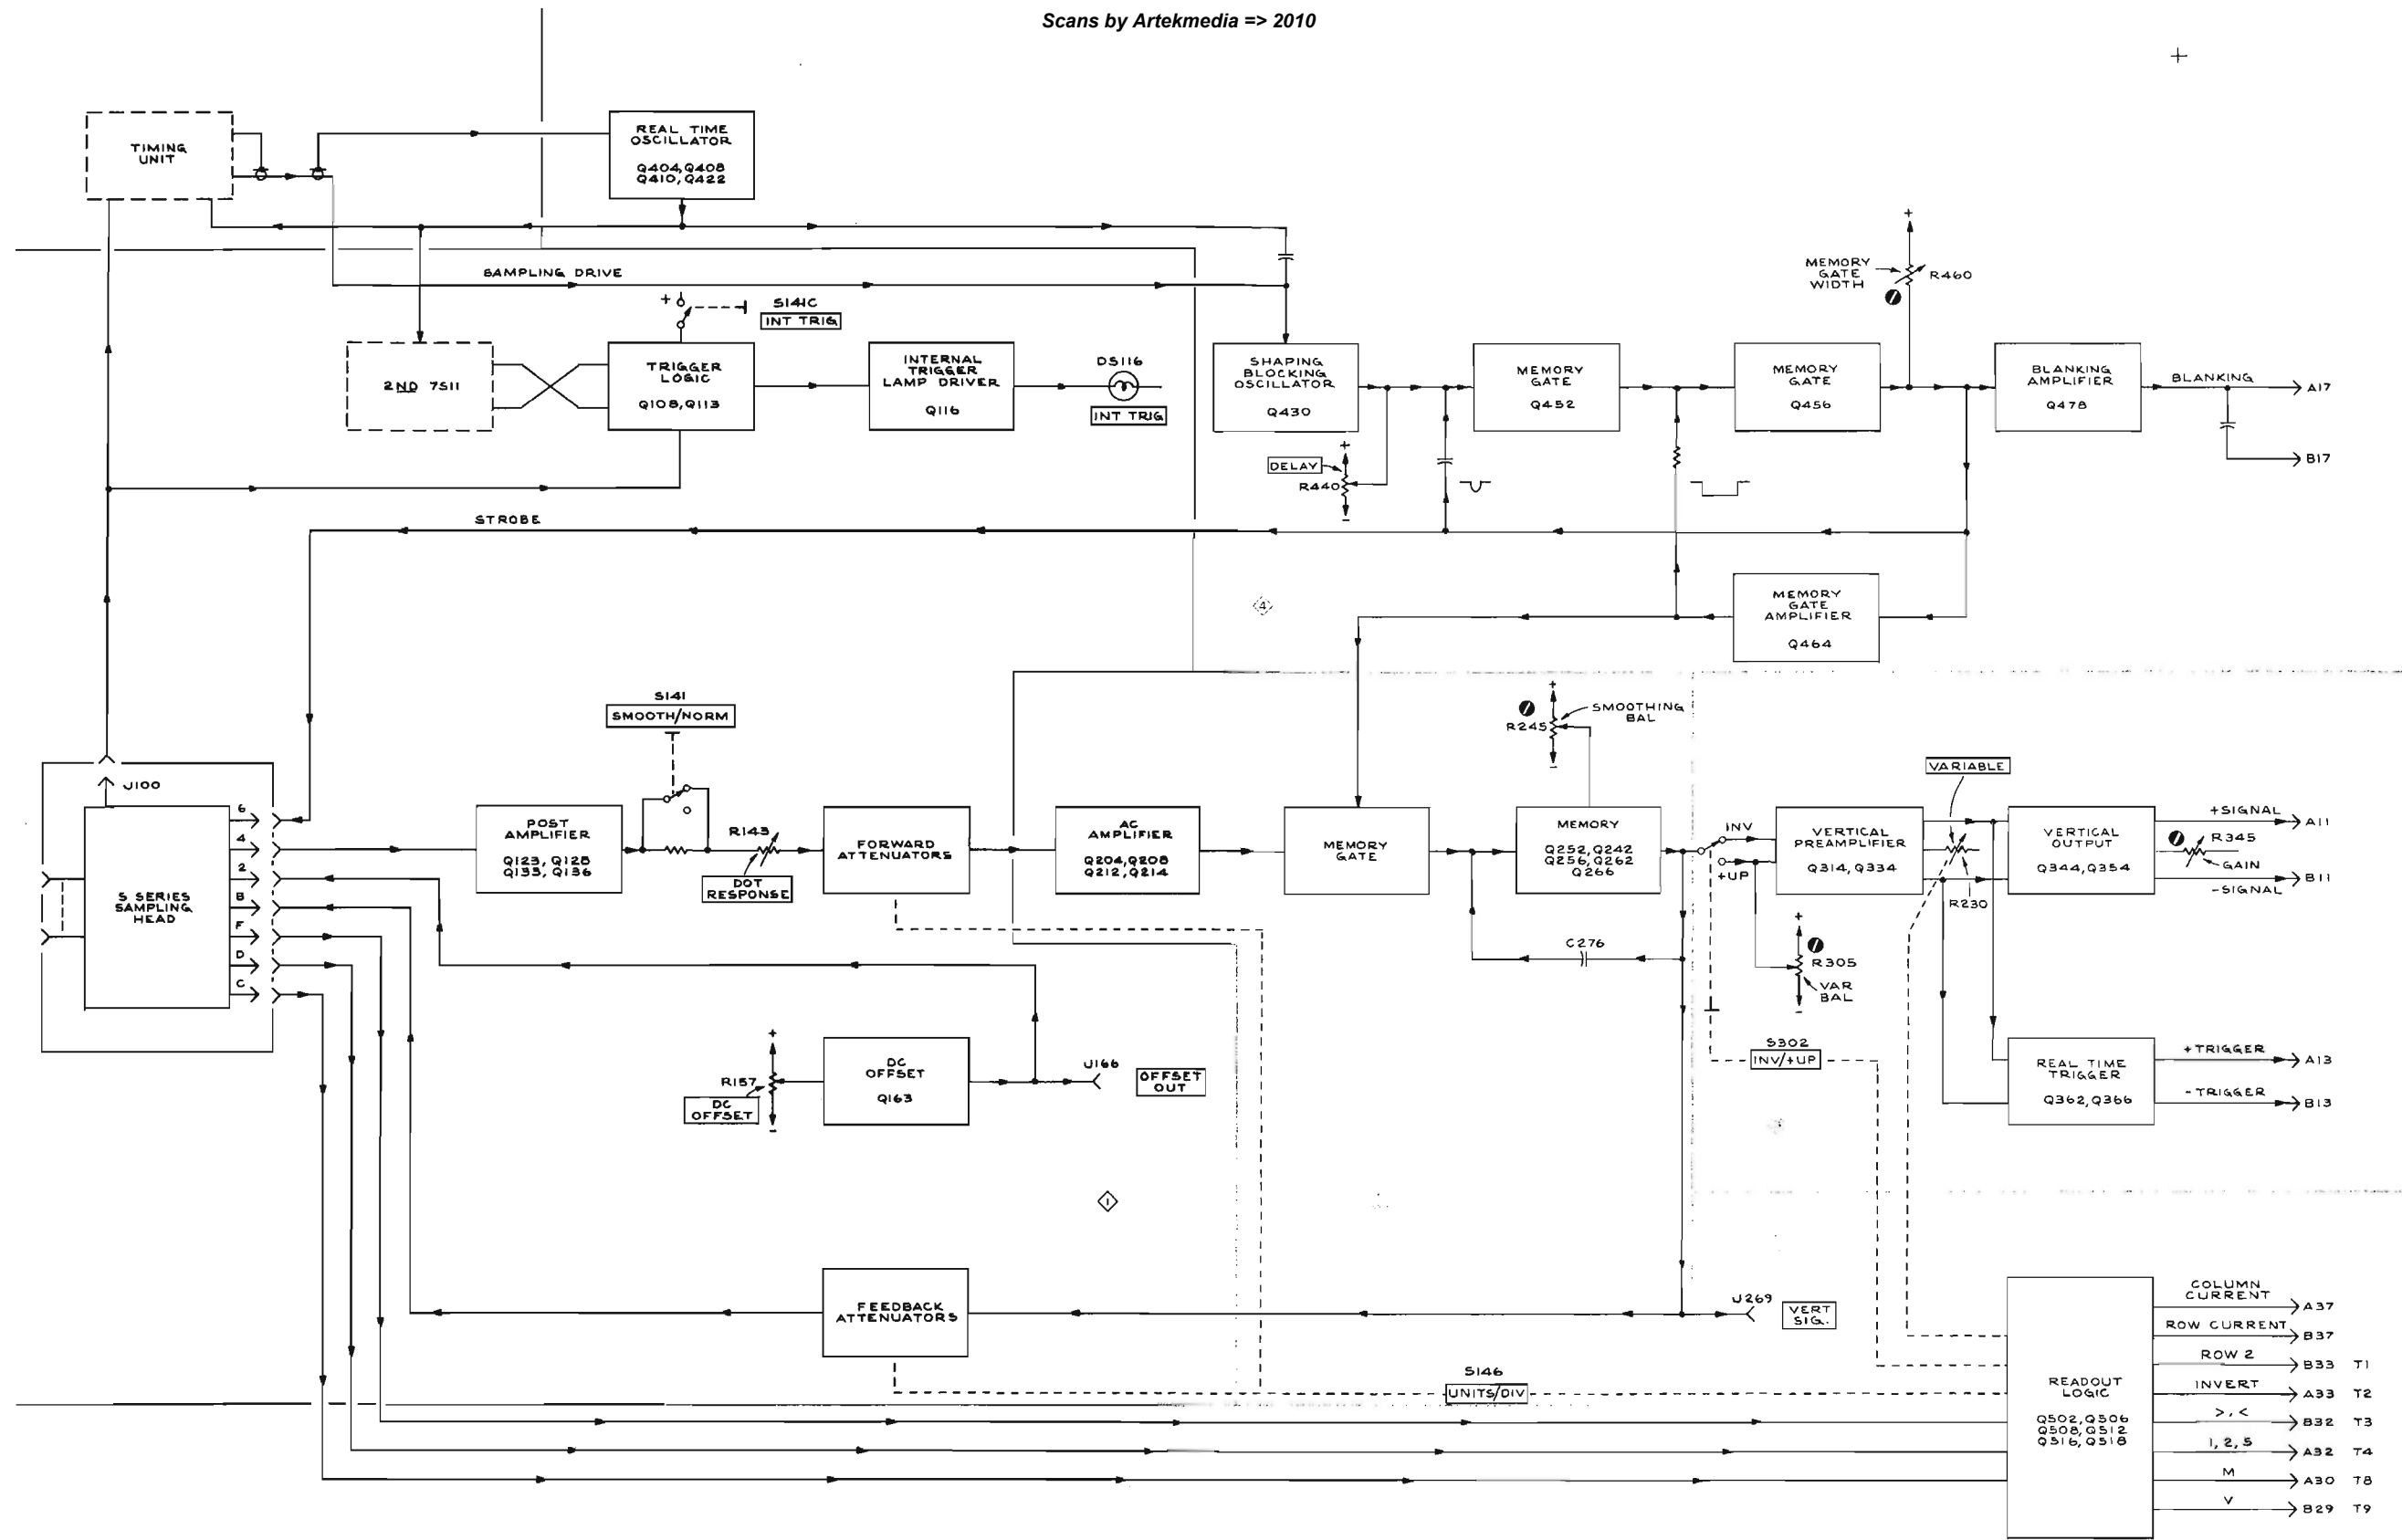 Scans by Artekmedia => 2010
TIMING
UNIT
REAL TIME
OSCILLATOR
Q404,Q408
Q410,Q422
SAMPLING DRIVE
+
S141C
INT TRIG
2ND 7S11
TRIGGER
LOGIC
Q108,Q113
INTERNAL
TRIGGER
LAMP DRIVER
Q116
DS116
INT TRIG
SHAPING
BLOCKING
OSCILLATOR
Q430
+
DELAY
R440
-
MEMORY
GATE
Q452
MEMORY
GATE
Q456
+
MEMORY
GATE
WIDTH
R460
BLANKING
AMPLIFIER
Q478
BLANKING
A17
B17
STROBE
4
MEMORY
GATE
AMPLIFIER
Q464
S141
SMOOTH/NORM
+
R245
SMOOTHING
BAL
-
J100
S SERIES
SAMPLING
HEAD
6
4
2
B
F
D
C
POST
AMPLIFIER
Q123, Q128
Q133, Q136
R143
DOT
RESPONSE
FORWARD
ATTENUATORS
AC
AMPLIFIER
Q204,Q208
Q212,Q214
MEMORY
GATE
MEMORY
Q252,Q242
Q256,Q262
Q266
C276
INV
+UP
VERTICAL
PREAMPLIFIER
Q314,Q334
VARIABLE
R230
VERTICAL
OUTPUT
Q344,Q354
+SIGNAL
A11
R345
GAIN
B11
-SIGNAL
+
R305
VAR
BAL
-
S302
INV/+UP
REAL TIME
TRIGGER
Q362,Q366
+TRIGGER
A13
-TRIGGER
B13
+
R157
DC
OFFSET
-
DC
OFFSET
Q163
J166
OFFSET
OUT
1
FEEDBACK
ATTENUATORS
J269
VERT
SIG.
S146
UNITS/DIV
READOUT
LOGIC
Q502,Q506
Q508,Q512
Q516,Q518
COLUMN
CURRENT
A37
ROW CURRENT
B37
ROW 2
B33 T1
INVERT
A33 T2
>,<
B32 T3
1, 2, 5
A32 T4
M
A30 T8
V
B29 T9